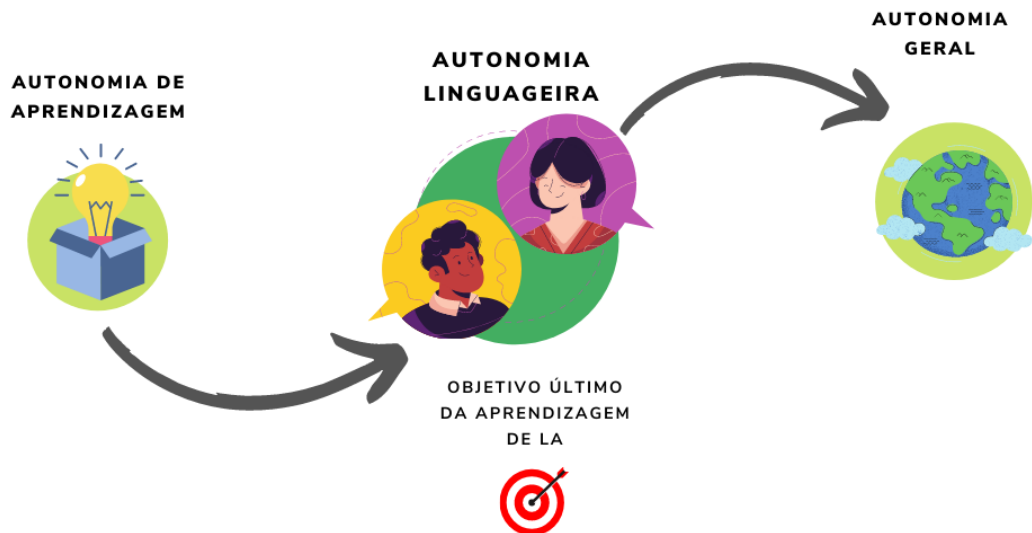 AUTONOMIA DE
APRENDIZAGEM
AUTONOMIA
LINGUAGEIRA
OBJETIVO ÚLTIMO
DA APRENDIZAGEM
DE LA
AUTONOMIA
GERAL